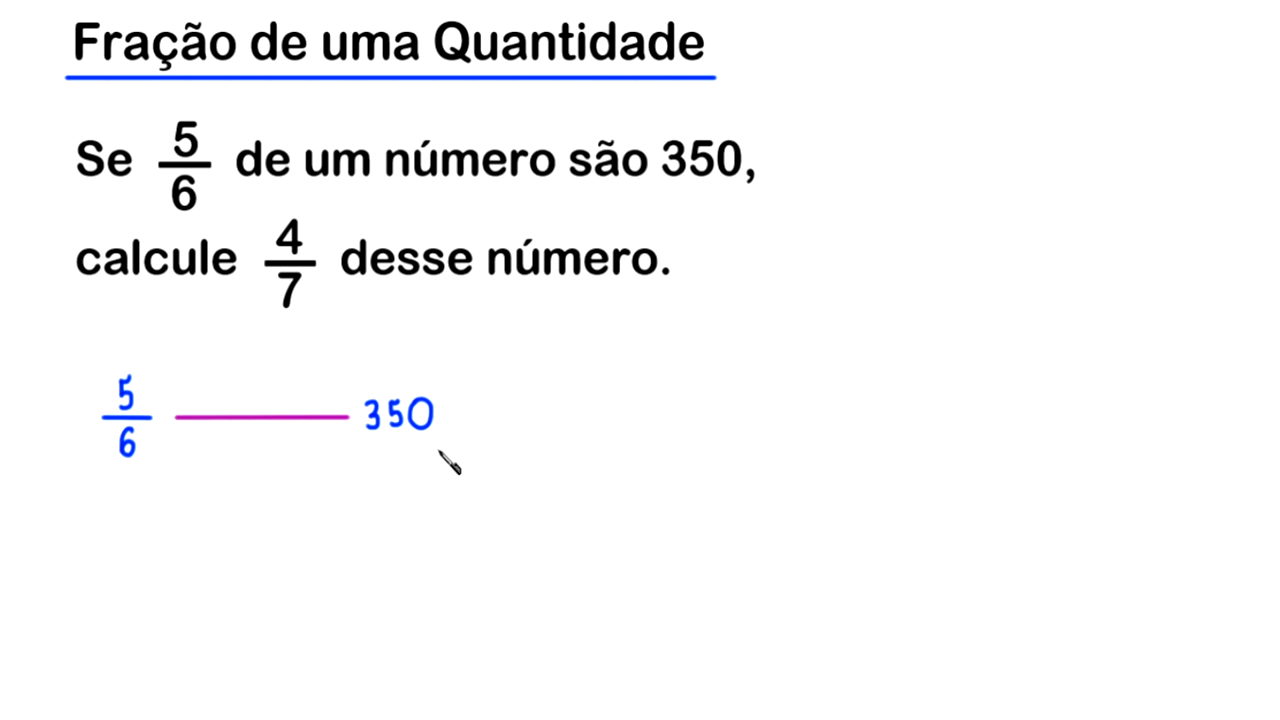 Fração de uma Quantidade
Se 5/6 de um número são 350,
calcule 4/7 desse número.
5/6 350